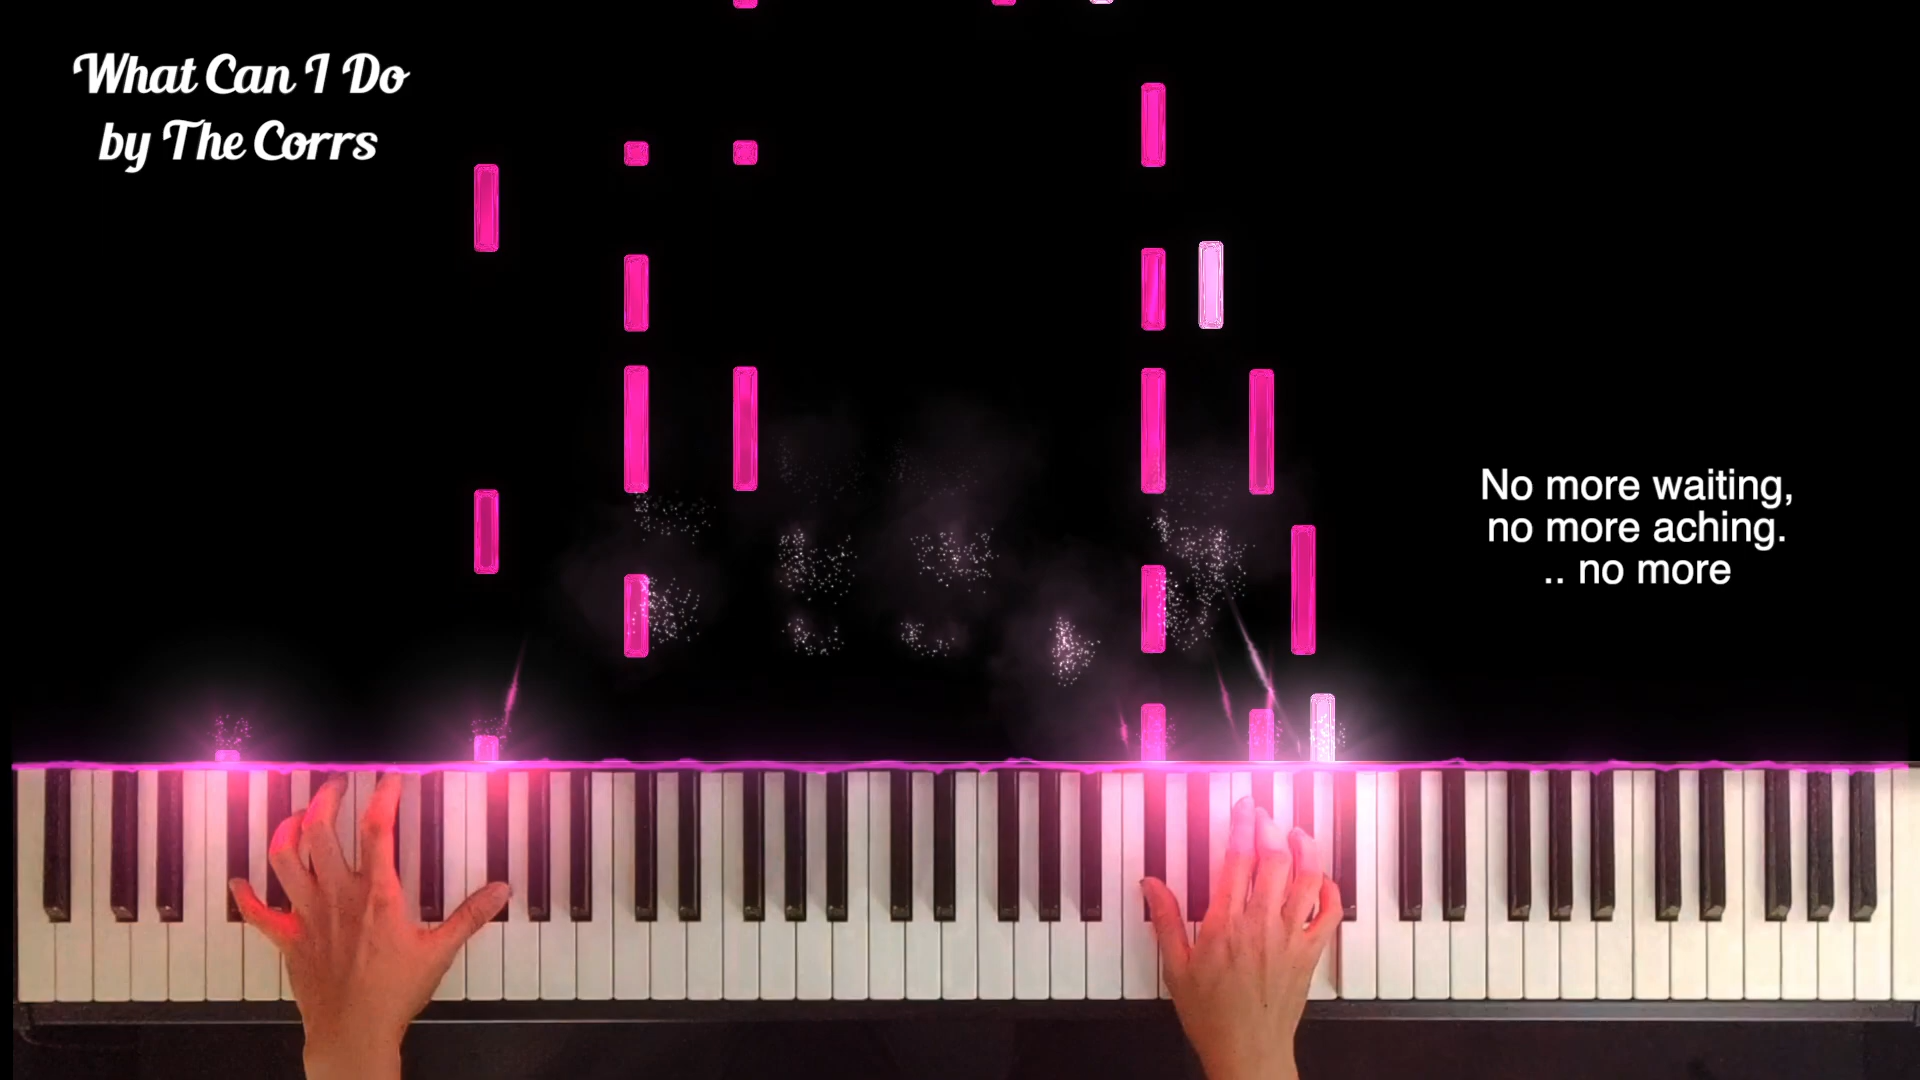 What Can I Do
by The Corrs
No more waiting,
no more aching.
.. no more